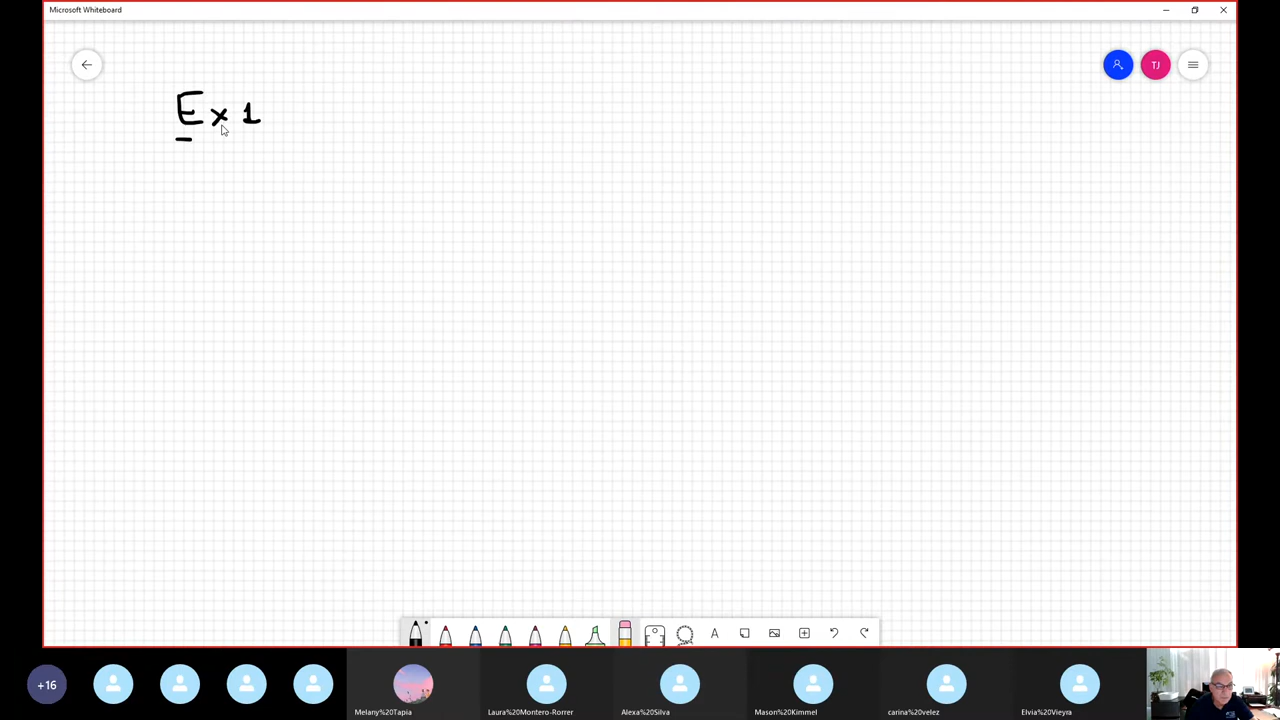 Microsoft Whiteboard
TJ
Ex 1
A
+16
Melany%20Tapia
Laura%20Montero-Rorrer
Alexa%20Silva
Mason%20Kimmel
carina%20velez
Elvia%20Vieyra